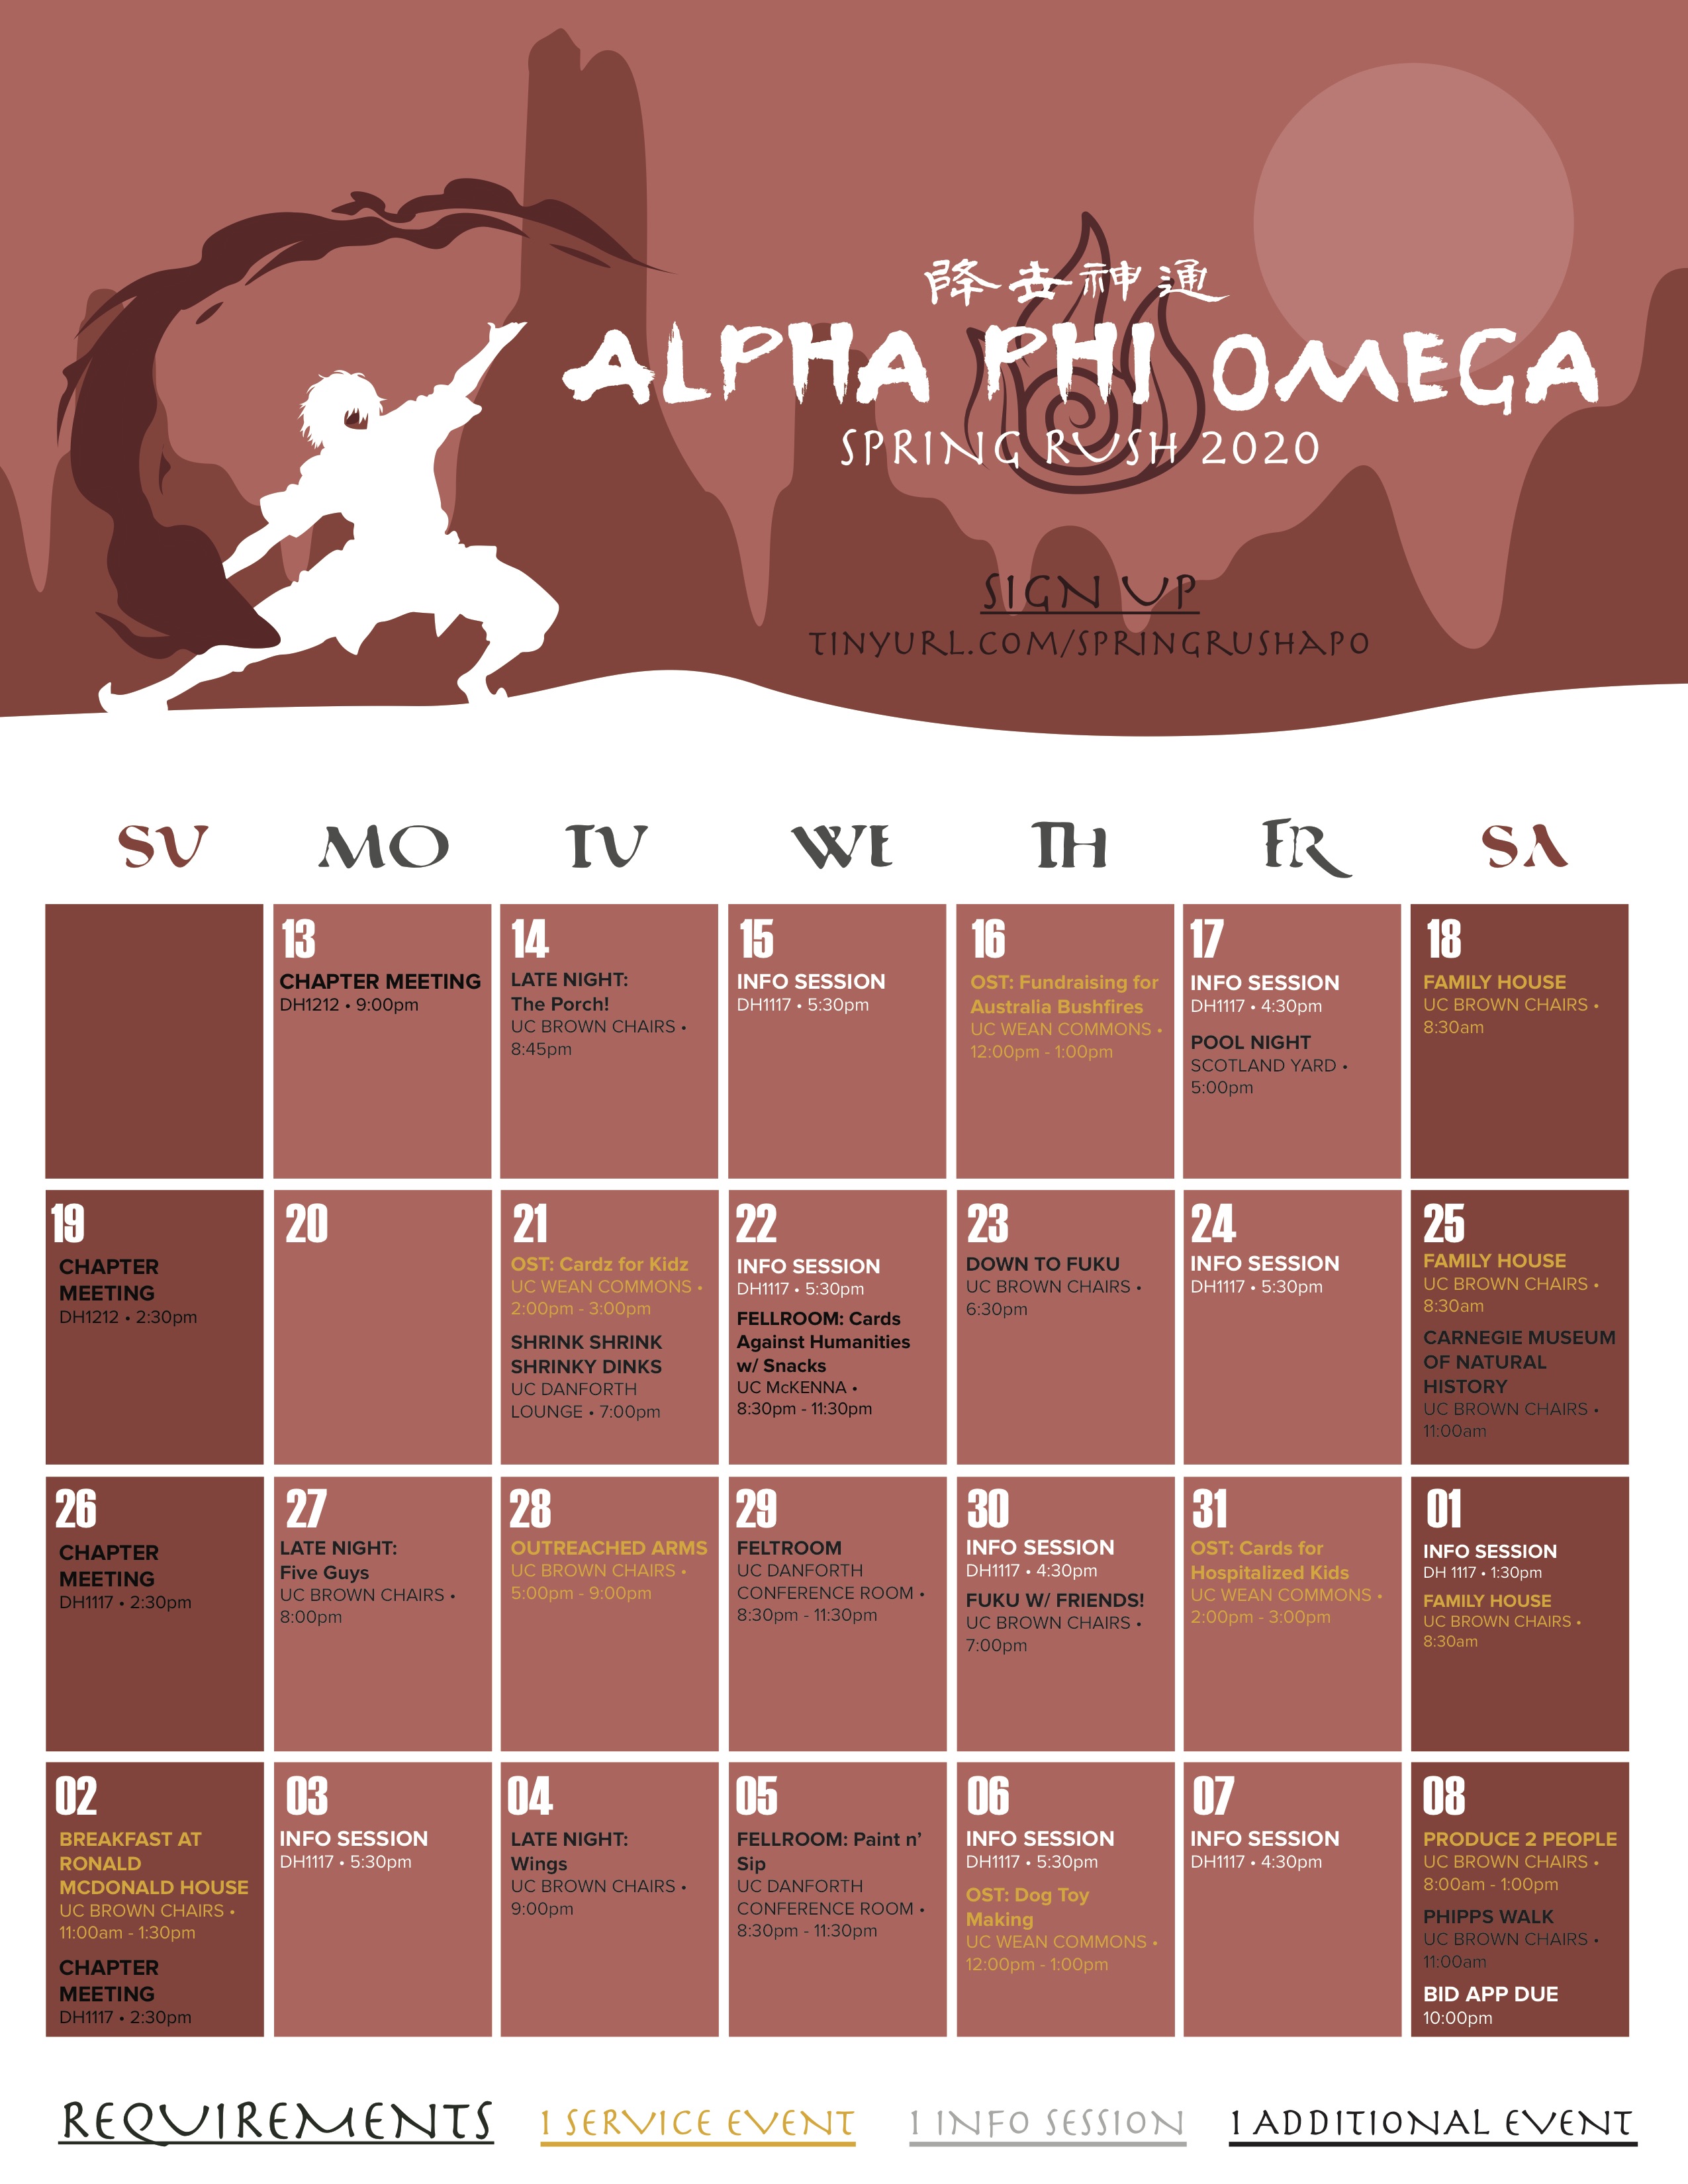 降去神通
ALPHA PHI OMEGA
SPRING RUSH 2020
SIGN UP
TINYURL.COM/SPRINGRUSHAPO
SU MO TU WE TH FR SA
13
CHAPTER MEETING
DH1212 • 9:00pm
14
LATE NIGHT:
The Porch!
UC BROWN CHAIRS •
8:45pm
15
INFO SESSION
DH1117 • 5:30pm
16
OST: Fundraising for
Australia Bushfires
UC WEAN COMMONS •
12:00pm - 1:00pm
17
INFO SESSION
DH1117 • 4:30pm
POOL NIGHT
SCOTLAND YARD •
5:00pm
18
FAMILY HOUSE
UC BROWN CHAIRS •
8:30am
19
CHAPTER
MEETING
DH1212 • 2:30pm
20
21
OST: Cardz for Kidz
UC WEAN COMMONS •
2:00pm - 3:00pm
SHRINK SHRINK
SHRINKY DINKS
UC DANFORTH
LOUNGE • 7:00pm
22
INFO SESSION
DH1117 • 5:30pm
FELLROOM: Cards
Against Humanities
w/ Snacks
UC McKENNA •
8:30pm - 11:30pm
23
DOWN TO FUKU
UC BROWN CHAIRS •
6:30pm
24
INFO SESSION
DH1117 • 5:30pm
25
FAMILY HOUSE
UC BROWN CHAIRS •
8:30am
CARNEGIE MUSEUM
OF NATURAL
HISTORY
UC BROWN CHAIRS •
11:00am
26
CHAPTER
MEETING
DH1117 • 2:30pm
27
LATE NIGHT:
Five Guys
UC BROWN CHAIRS •
8:00pm
28
OUTREACHED ARMS
UC BROWN CHAIRS •
5:00pm - 9:00pm
29
FELTROOM
UC DANFORTH
CONFERENCE ROOM •
8:30pm - 11:30pm
30
INFO SESSION
DH1117 • 4:30pm
FUKU W/ FRIENDS!
UC BROWN CHAIRS •
7:00pm
31
OST: Cards for
Hospitalized Kids
UC WEAN COMMONS •
2:00pm - 3:00pm
01
INFO SESSION
DH 1117 • 1:30pm
FAMILY HOUSE
UC BROWN CHAIRS •
8:30am
02
BREAKFAST AT
RONALD
MCDONALD HOUSE
UC BROWN CHAIRS •
11:00am - 1:30pm
CHAPTER
MEETING
DH1117 • 2:30pm
03
INFO SESSION
DH1117 • 5:30pm
04
LATE NIGHT:
Wings
UC BROWN CHAIRS •
9:00pm
05
FELLROOM: Paint n’
Sip
UC DANFORTH
CONFERENCE ROOM •
8:30pm - 11:30pm
06
INFO SESSION
DH1117 • 5:30pm
OST: Dog Toy
Making
UC WEAN COMMONS •
12:00pm - 1:00pm
07
INFO SESSION
DH1117 • 4:30pm
08
PRODUCE 2 PEOPLE
UC BROWN CHAIRS •
8:00am - 1:00pm
PHIPPS WALK
UC BROWN CHAIRS •
11:00am
BID APP DUE
10:00pm
REQUIREMENTS 1 SERVICE EVENT 1 INFO SESSION 1 ADDITIONAL EVENT